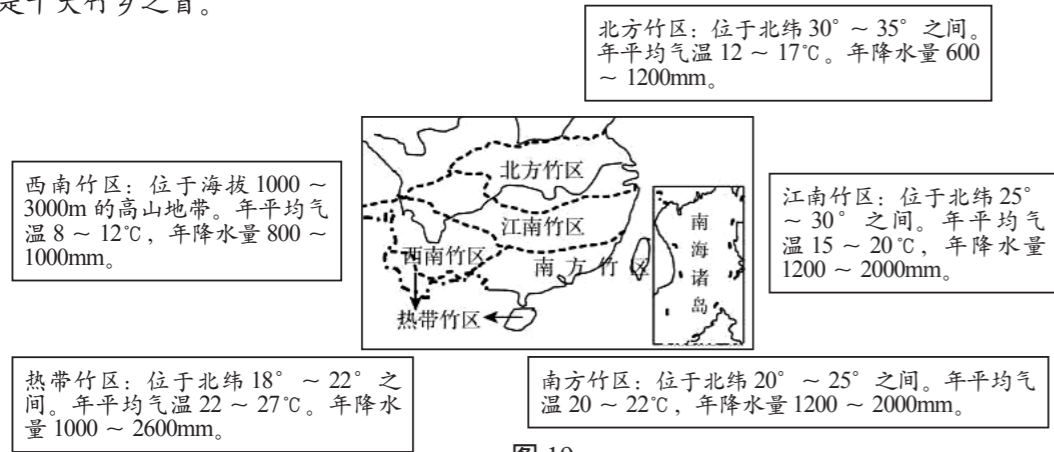 是十大竹乡之首。
北方竹区：位于北纬 30° ～ 35° 之间。
年平均气温 12 ～ 17℃。年降水量 600
～ 1200mm。
西南竹区：位于海拔 1000 ～
3000m 的高山地带。年平均气
温 8 ～ 12℃，年降水量 800 ～
1000mm。
北方竹区
江南竹区
西南竹区
南方竹区
热带竹区
南海诸岛
江南竹区：位于北纬 25°
～ 30° 之间。年平均气
温 15 ～ 20℃，年降水量
1200 ～ 2000mm。
热带竹区：位于北纬 18° ～ 22° 之
间。年平均气温 22 ～ 27℃。年降水
量 1000 ～ 2600mm。
南方竹区：位于北纬 20° ～ 25° 之间。年平均气
温 20 ～ 22℃，年降水量 1200 ～ 2000mm。